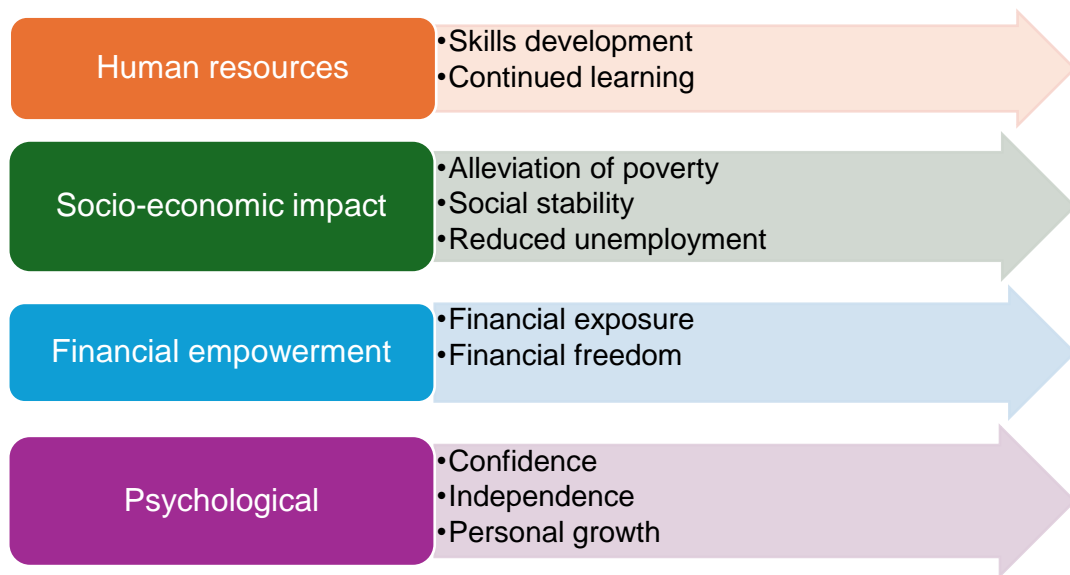 Human resources
•Skills development
•Continued learning
Socio-economic impact
•Alleviation of poverty
•Social stability
•Reduced unemployment
Financial empowerment
•Financial exposure
•Financial freedom
Psychological
•Confidence
•Independence
•Personal growth